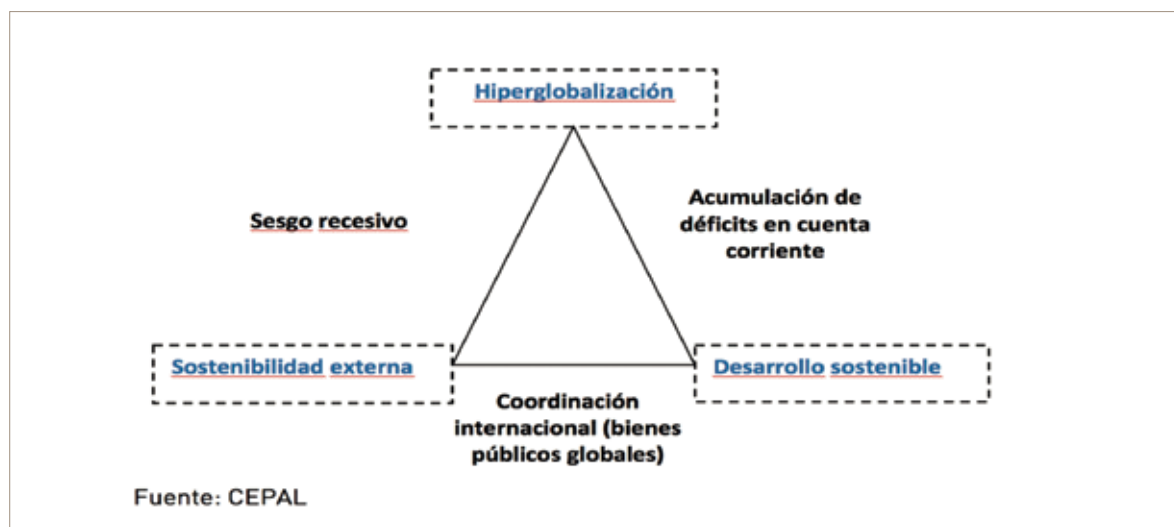 Hiperglobalización
Sesgo recesivo
Acumulación de
déficits en cuenta
corriente
Sostenibilidad externa
Desarrollo sostenible
Coordinación
internacional (bienes
públicos globales)
Fuente: CEPAL